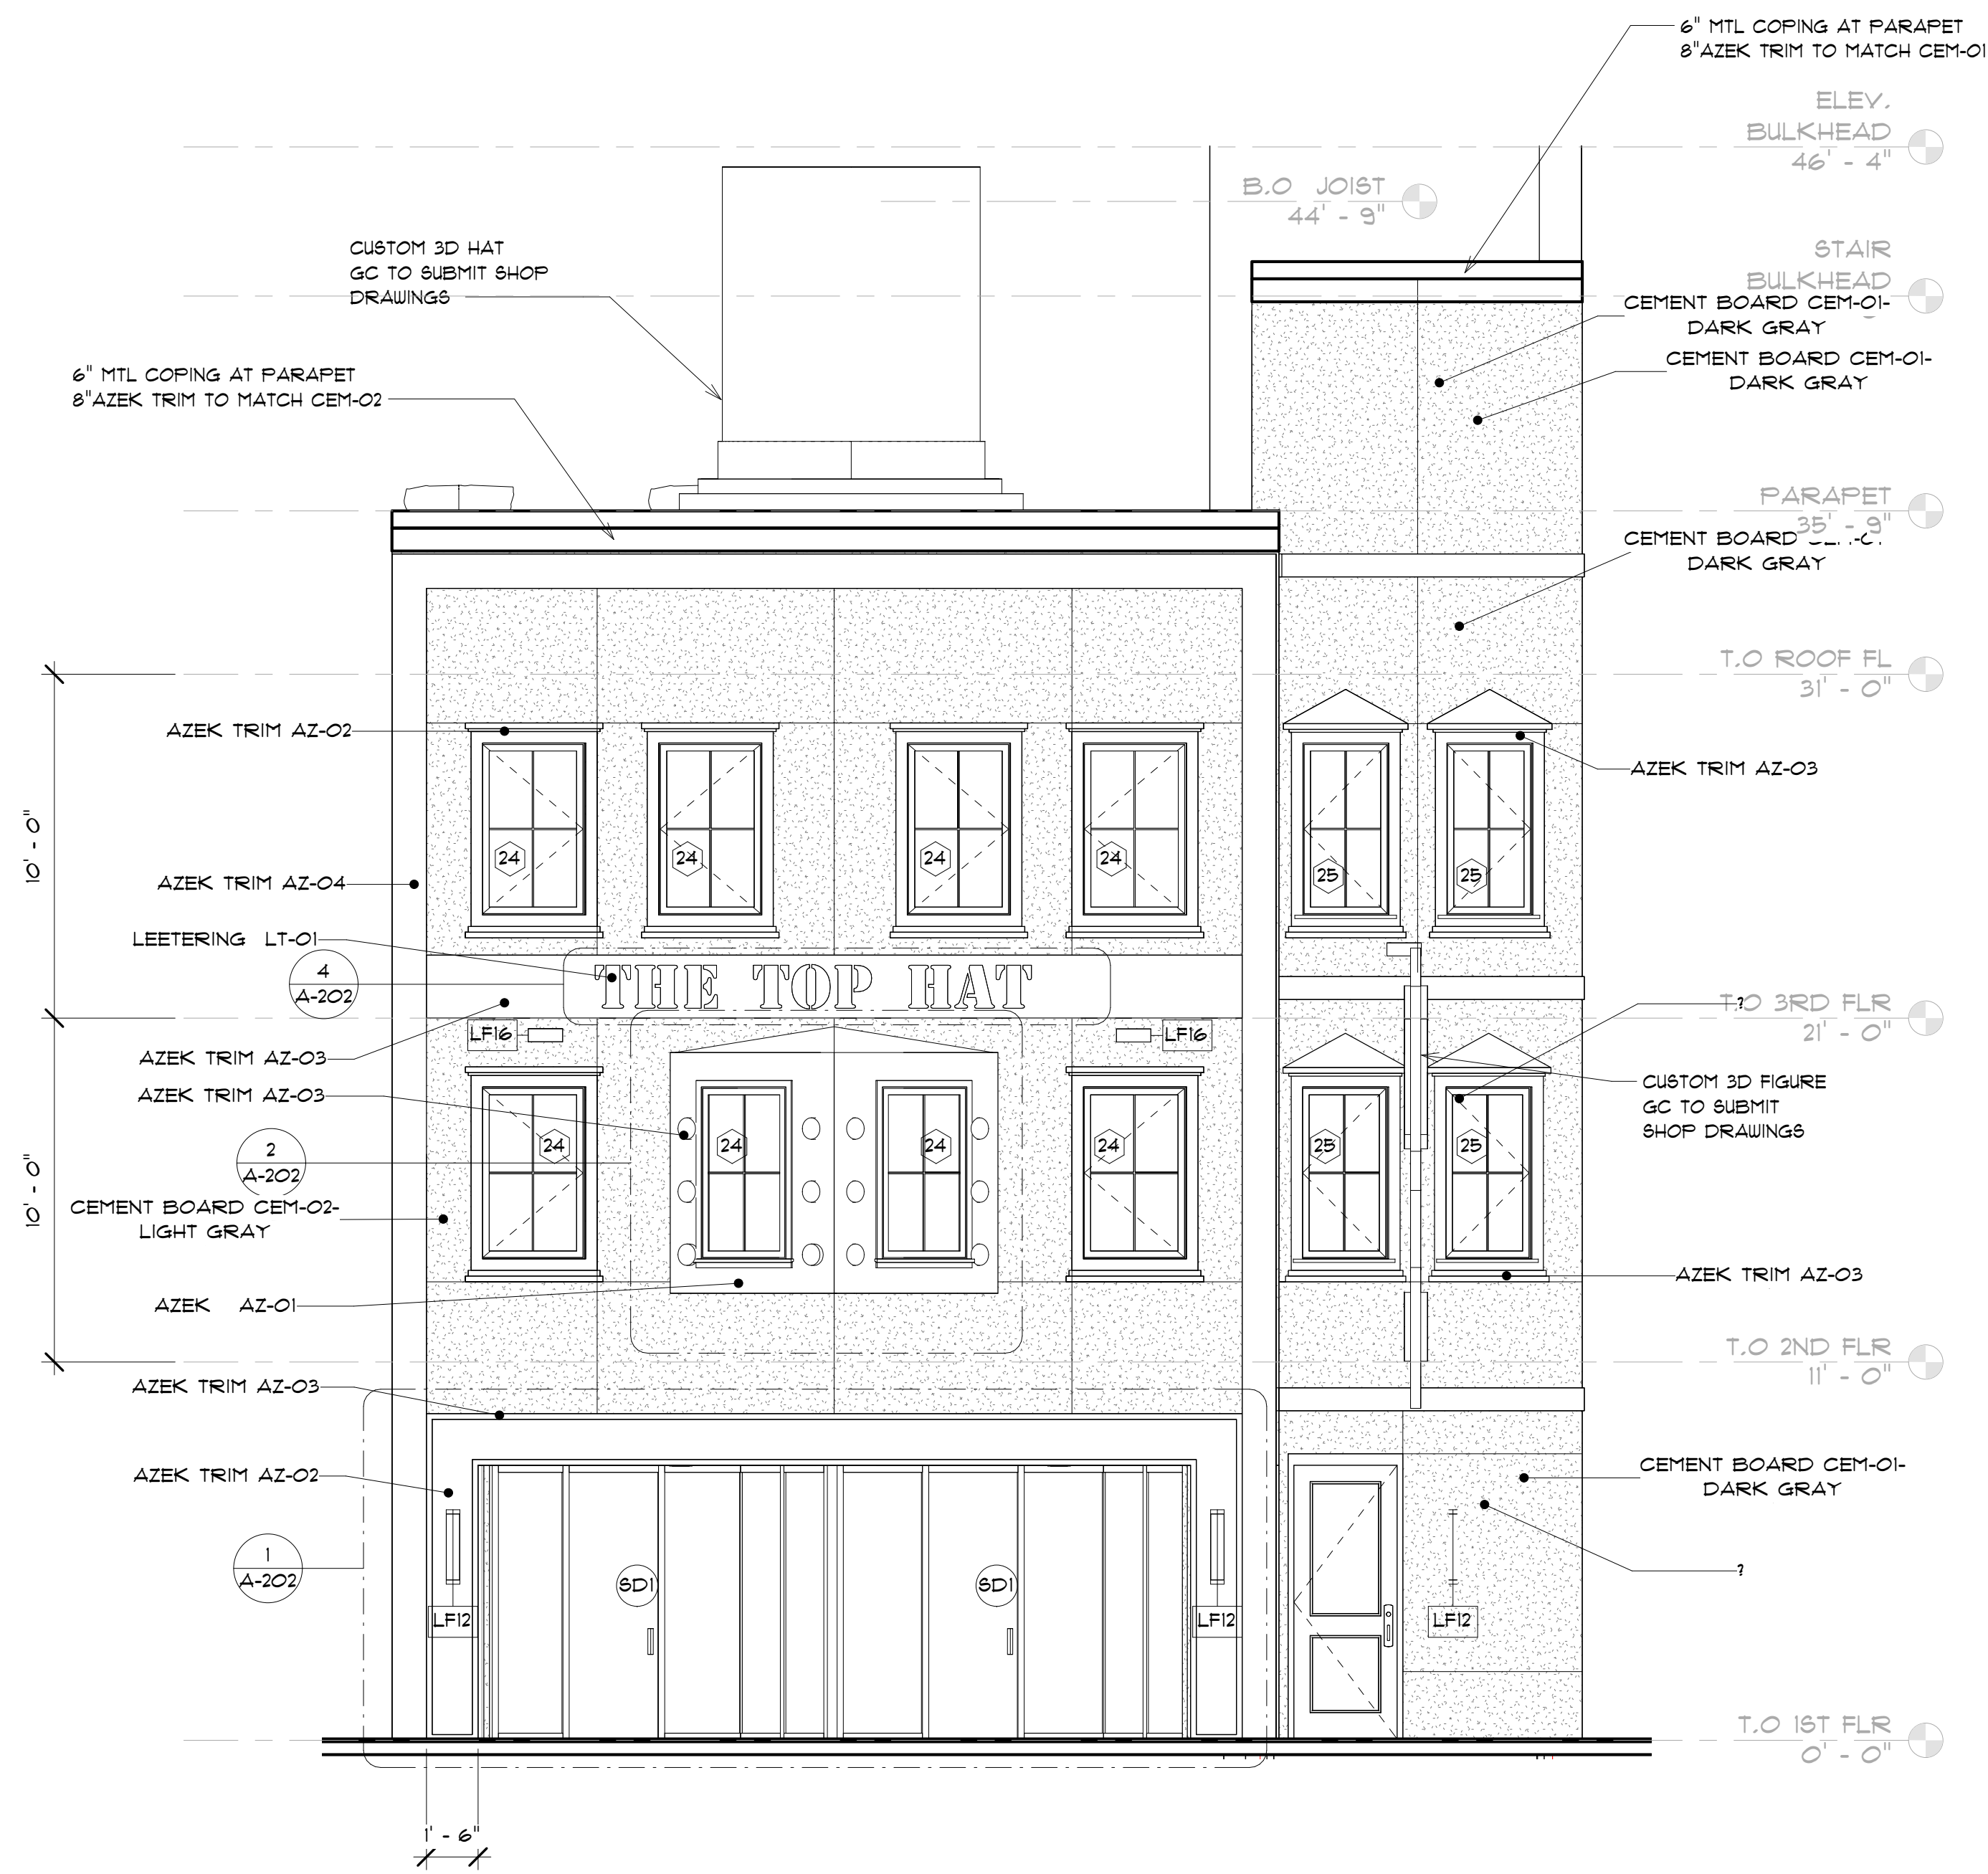 6" MTL COPING AT PARAPET
8"AZEK TRIM TO MATCH CEM-01
ELEV.
BULKHEAD
46' - 4"
B.O JOIST
44' - 9"
STAIR
BULKHEAD
CUSTOM 3D HAT
GC TO SUBMIT SHOP
DRAWINGS
CEMENT BOARD CEM-01-
DARK GRAY
CEMENT BOARD CEM-01-
DARK GRAY
6" MTL COPING AT PARAPET
8"AZEK TRIM TO MATCH CEM-02
PARAPET
35' - 9"
CEMENT BOARD
DARK GRAY
T.O ROOF FL
31' - 0"
AZEK TRIM AZ-02
AZEK TRIM AZ-03
10' - 0"
24
24
24
24
25
25
AZEK TRIM AZ-04
LEETERING LT-01
4
A-202
THE TOP HAT
T.O 3RD FLR
21' - 0"
?
LF16
LF16
AZEK TRIM AZ-03
AZEK TRIM AZ-03
CUSTOM 3D FIGURE
GC TO SUBMIT
SHOP DRAWINGS
2
A-202
24
24
24
24
25
25
10' - 0"
CEMENT BOARD CEM-02-
LIGHT GRAY
AZEK TRIM AZ-03
AZEK AZ-01
T.O 2ND FLR
11' - 0"
AZEK TRIM AZ-03
AZEK TRIM AZ-02
CEMENT BOARD CEM-01-
DARK GRAY
1
A-202
SD1
SD1
?
LF12
LF12
LF12
T.O 1ST FLR
0' - 0"
1' - 6"